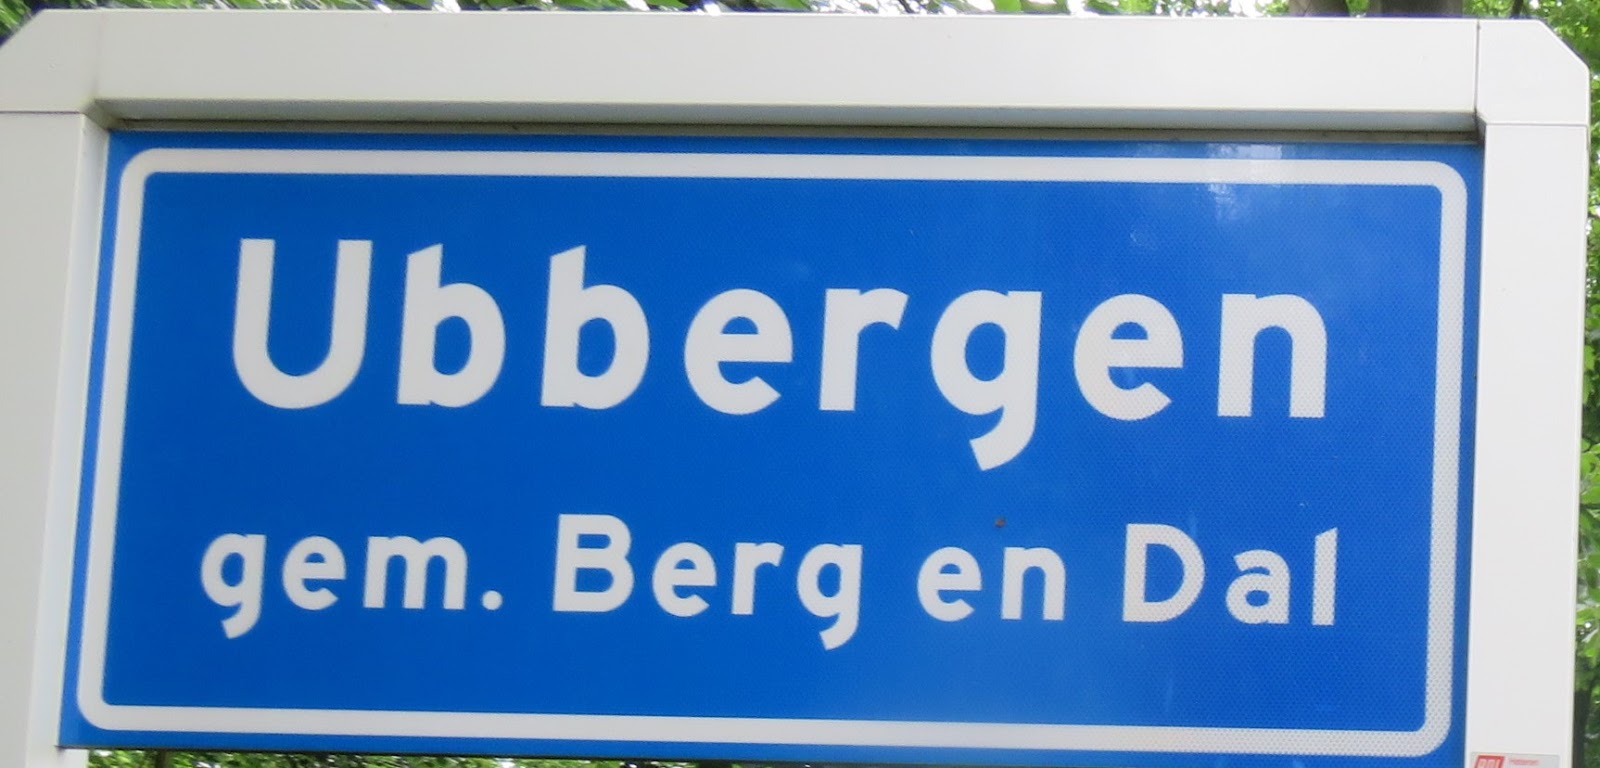 Ubbergen
gem. Berg en Dal